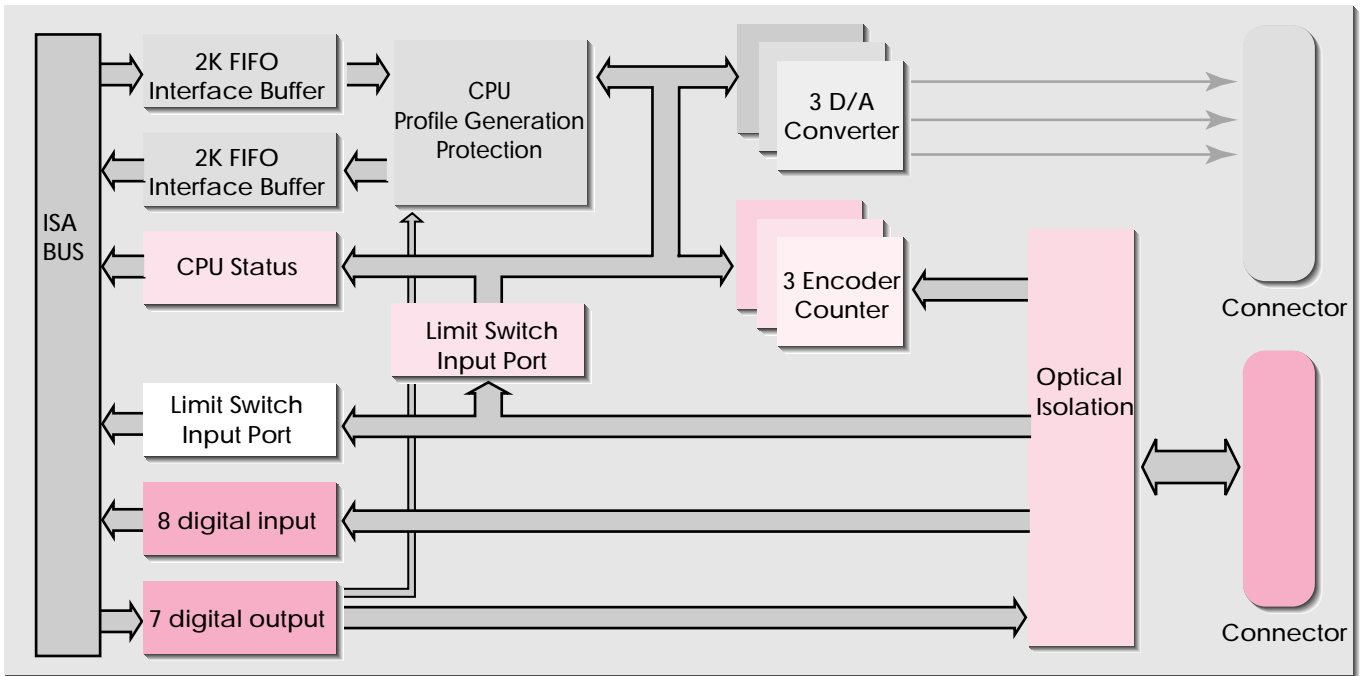 ISA
BUS
2K FIFO
Interface Buffer
2K FIFO
Interface Buffer
CPU Status
Limit Switch
Input Port
8 digital input
7 digital output
CPU
Profile Generation
Protection
Limit Switch
Input Port
3 D/A
Converter
3 Encoder
Counter
Optical
Isolation
Connector
Connector